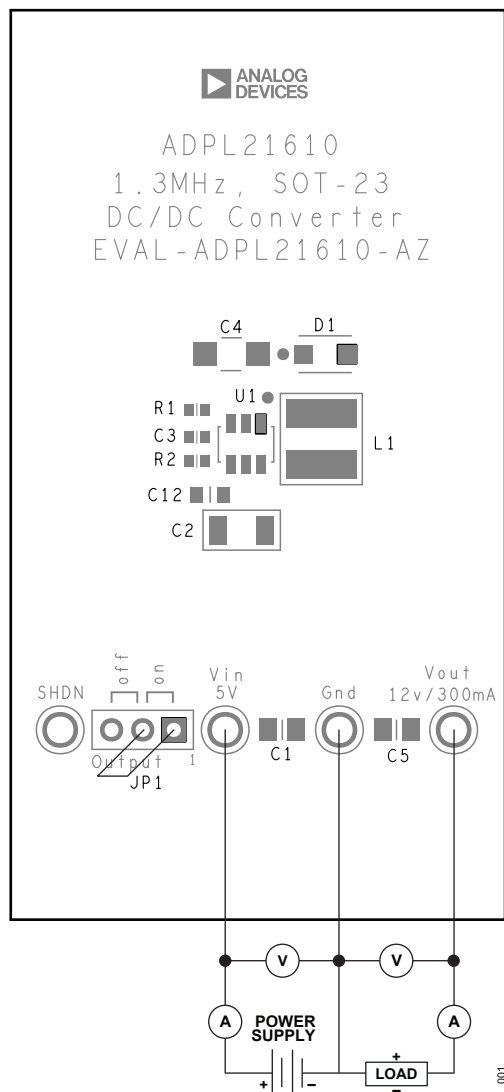 ANALOG
DEVICES
ADPL21610
1.3MHz, SOT-23
DC/DC Converter
EVAL-ADPL21610-AZ
C4
D1
U1
R1
C3
R2
L1
C12
C2
off
on
SHDN
Vin
5V
Gnd
Vout
12v/300mA
Output
1
JP1
C1
C5
V
V
A
POWER
SUPPLY
A
+
-
+
LOAD
-
001